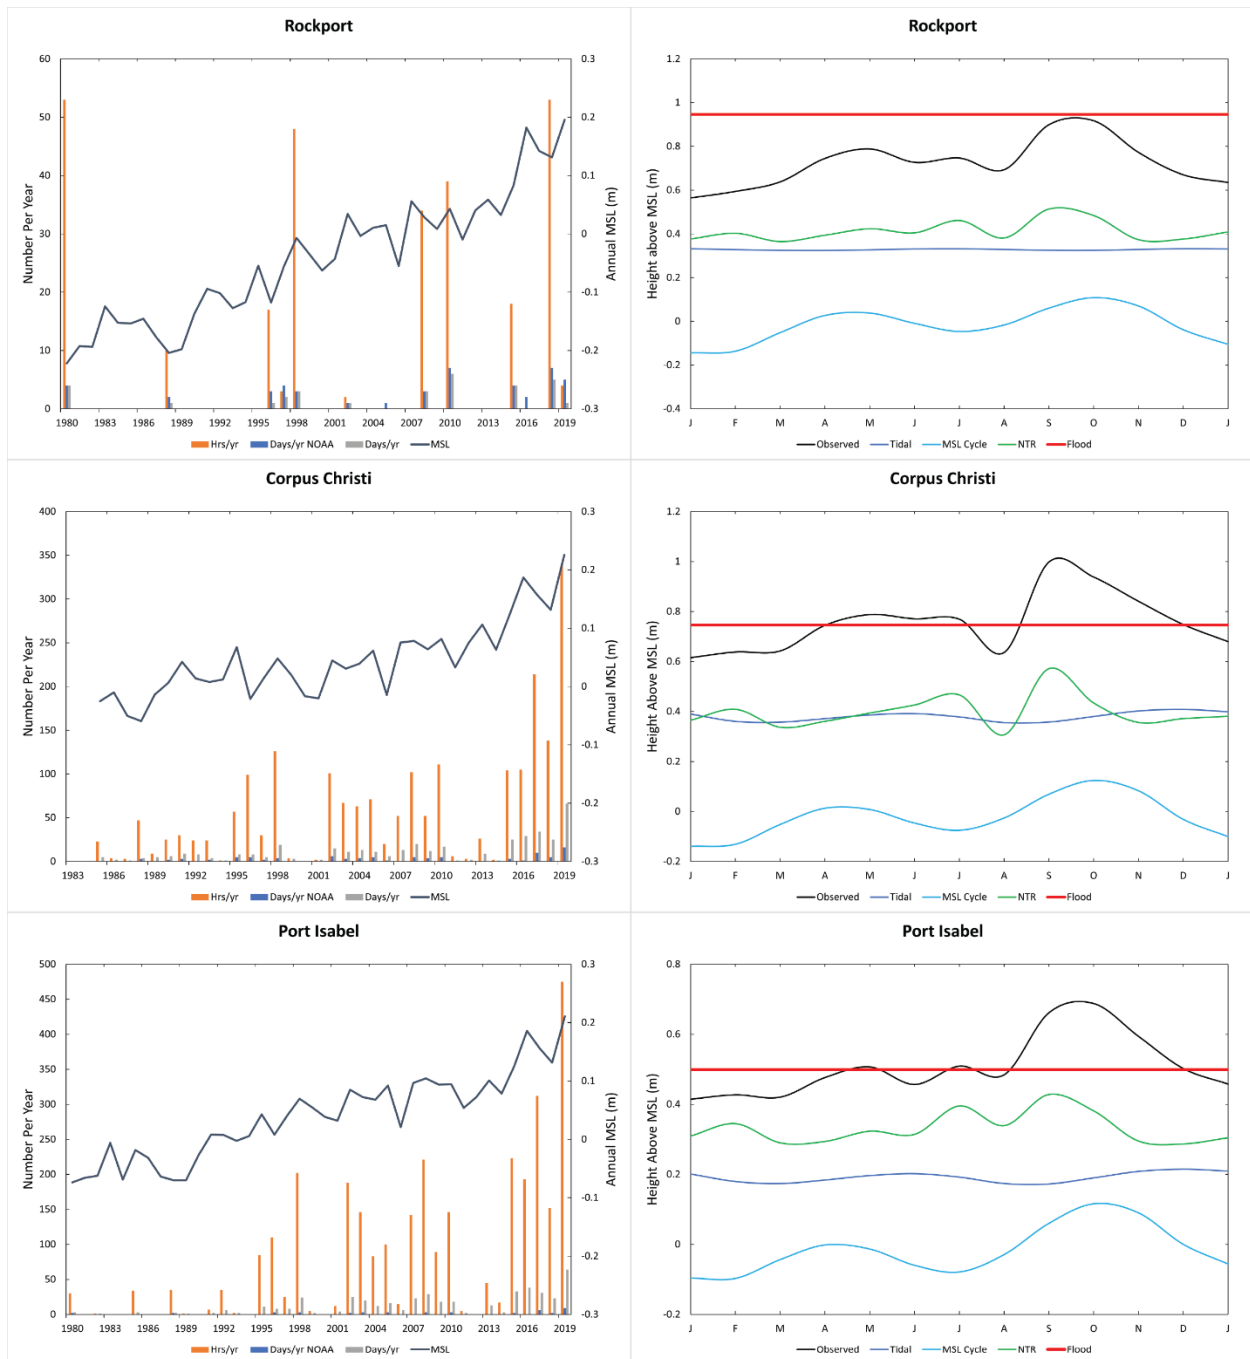 Rockport
60
50
40
30
20
10
0
0.3
0.2
0.1
0
-0.1
-0.2
-0.3
Number Per Year
Annual MSL (m)
1980 1983 1986 1989 1992 1995 1998 2001 2004 2007 2010 2013 2016 2019
Hrs/yr Days/yr NOAA Days/yr MSL
Rockport
1.2
1
0.8
0.6
0.4
0.2
0
-0.2
-0.4
Height above MSL (m)
J F M A M J J A S O N D J
Observed Tidal MSL Cycle NTR Flood
Corpus Christi
400
350
300
250
200
150
100
50
0
0.3
0.2
0.1
0
-0.1
-0.2
-0.3
Number Per Year
Annual MSL (m)
1983 1986 1989 1992 1995 1998 2001 2004 2007 2010 2013 2016 2019
Hrs/yr Days/yr NOAA Days/yr MSL
Corpus Christi
1.2
1
0.8
0.6
0.4
0.2
0
-0.2
Height Above MSL (m)
J F M A M J J A S O N D J
Observed Tidal MSL Cycle NTR Flood
Port Isabel
500
450
400
350
300
250
200
150
100
50
0
0.3
0.2
0.1
0
-0.1
-0.2
-0.3
Number Per Year
Annual MSL (m)
1980 1983 1986 1989 1992 1995 1998 2001 2004 2007 2010 2013 2016 2019
Hrs/yr Days/yr NOAA Days/yr MSL
Port Isabel
0.8
0.6
0.4
0.2
0
-0.2
Height Above MSL (m)
J F M A M J J A S O N D J
Observed Tidal MSL Cycle NTR Flood